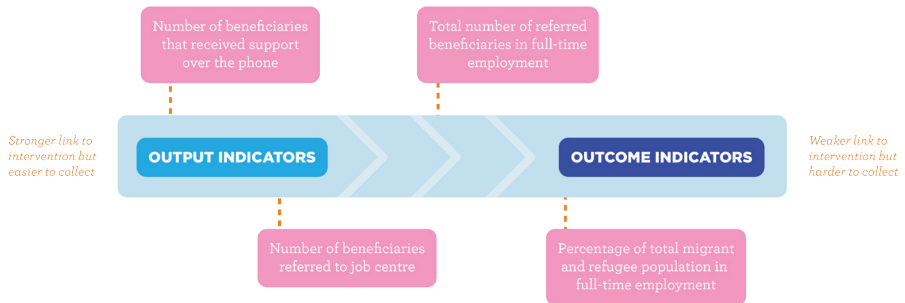 Number of beneficiaries
that received support
over the phone
Total number of referred
beneficiaries in full-time
employment
Stronger link to
intervention but
easier to collect
OUTPUT INDICATORS
OUTCOME INDICATORS
Weaker link to
intervention but
harder to collect
Number of beneficiaries
referred to job centre
Percentage of total migrant
and refugee population in
full-time employment